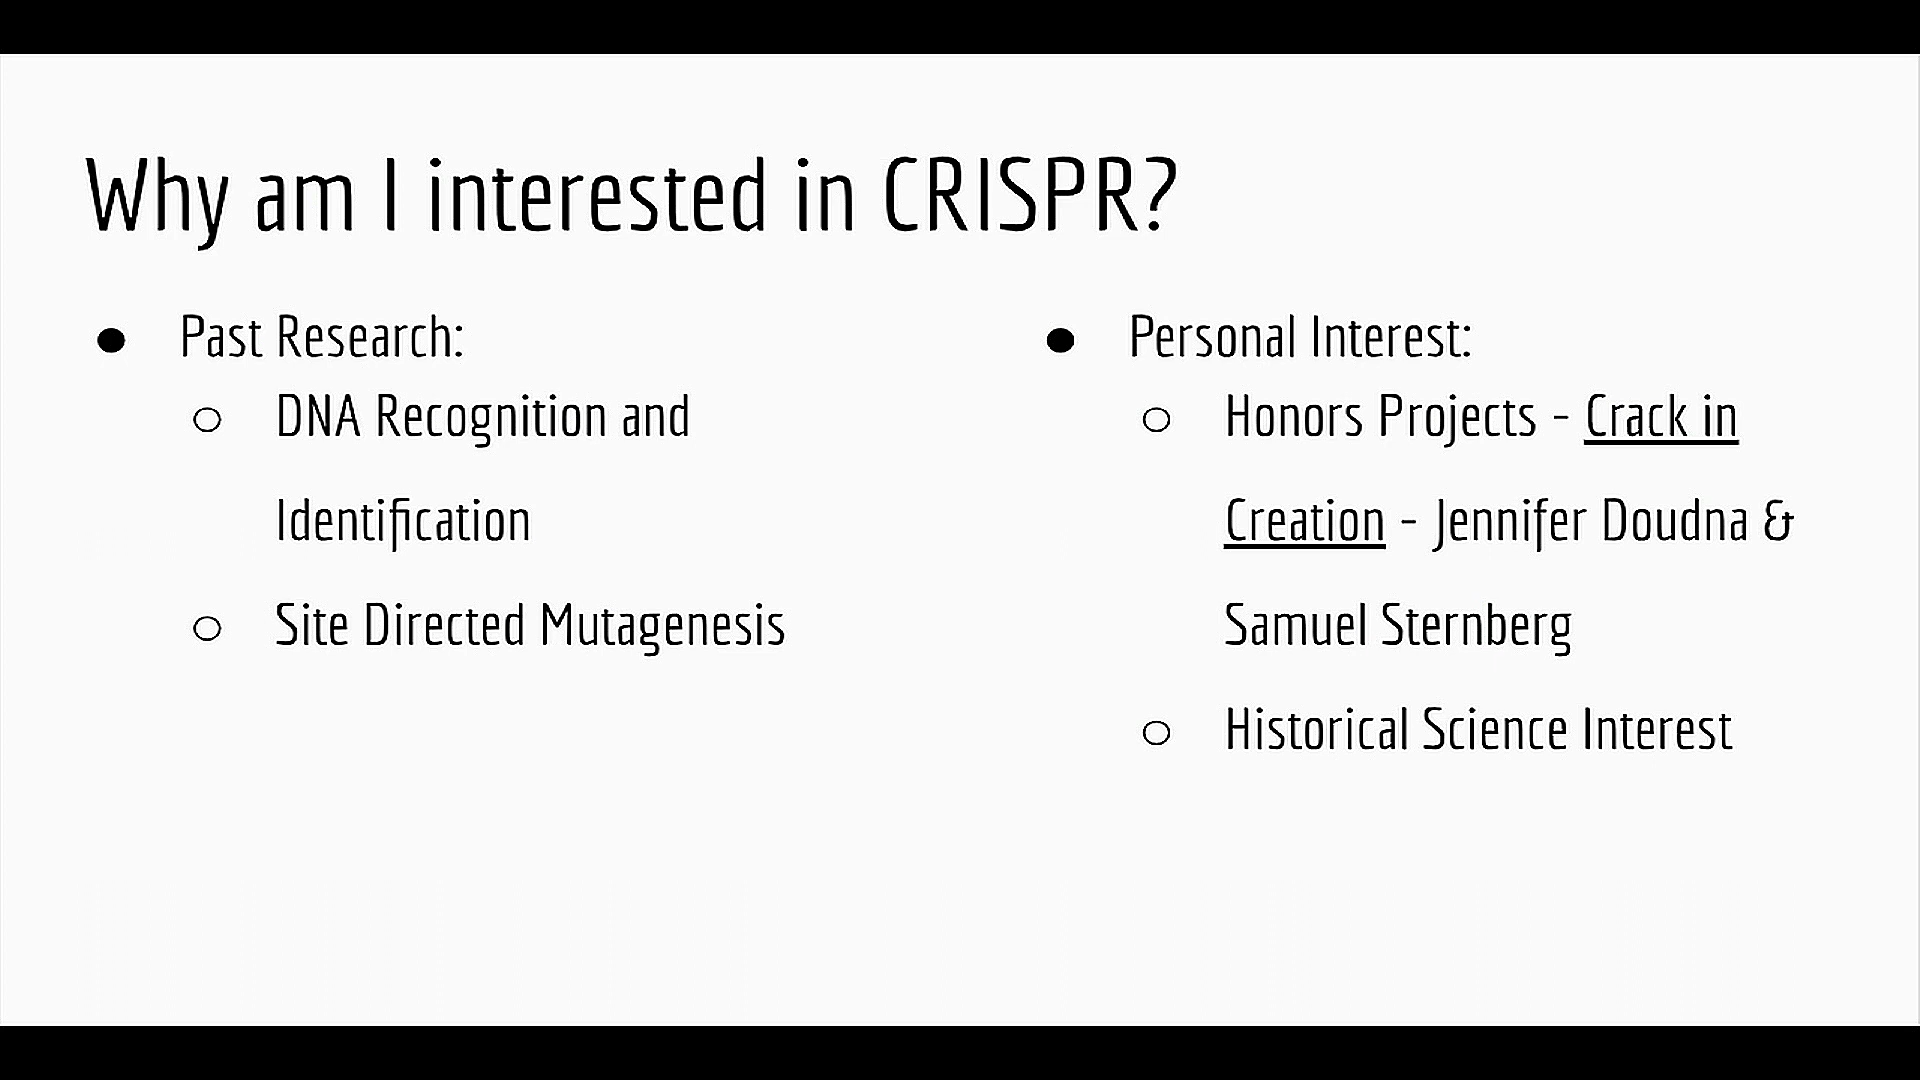 Why am I interested in CRISPR?
● Past Research:
○ DNA Recognition and
Identification
○ Site Directed Mutagenesis
● Personal Interest:
○ Honors Projects - Crack in
Creation - Jennifer Doudna &
Samuel Sternberg
○ Historical Science Interest